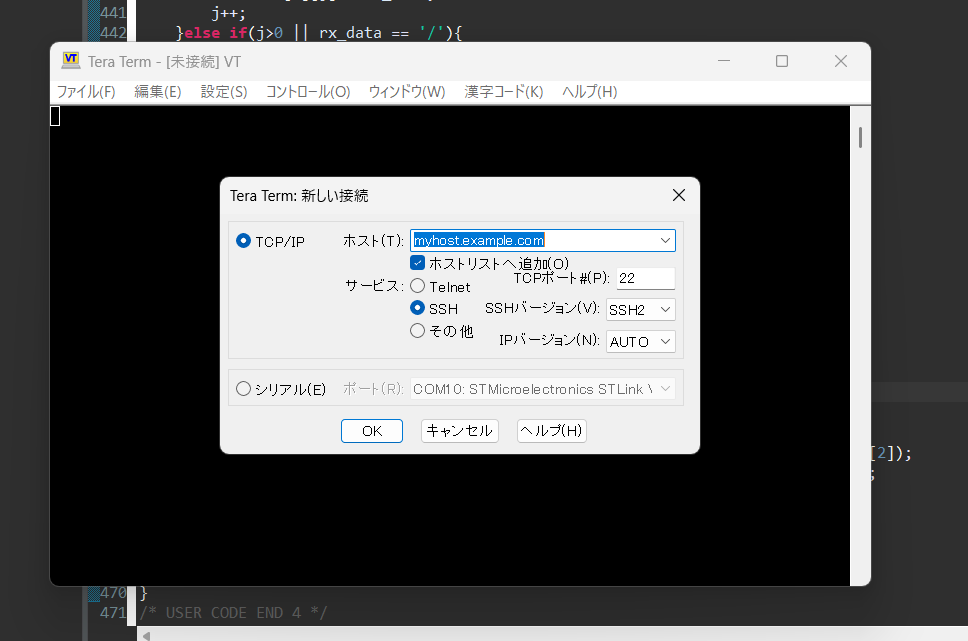 441 j++;
442 }else if(j>0 || rx_data == '/'){
Tera Term - [未接続] VT
ファイル(F) 編集(E) 設定(S) コントロール(O) ウィンドウ(W) 漢字コード(K) ヘルプ(H)
Tera Term: 新しい接続
TCP/IP ホスト(T): myhost.example.com
ホストリストへ追加(O)
サービス: Telnet TCPポート#(P): 22
SSH SSHバージョン(V): SSH2
その他 IPバージョン(N): AUTO
シリアル(E) ポート(R): COM10: STMicroelectronics STLink
OK キャンセル ヘルプ(H)
[2]);
;
470 }
471 /* USER CODE END 4 */